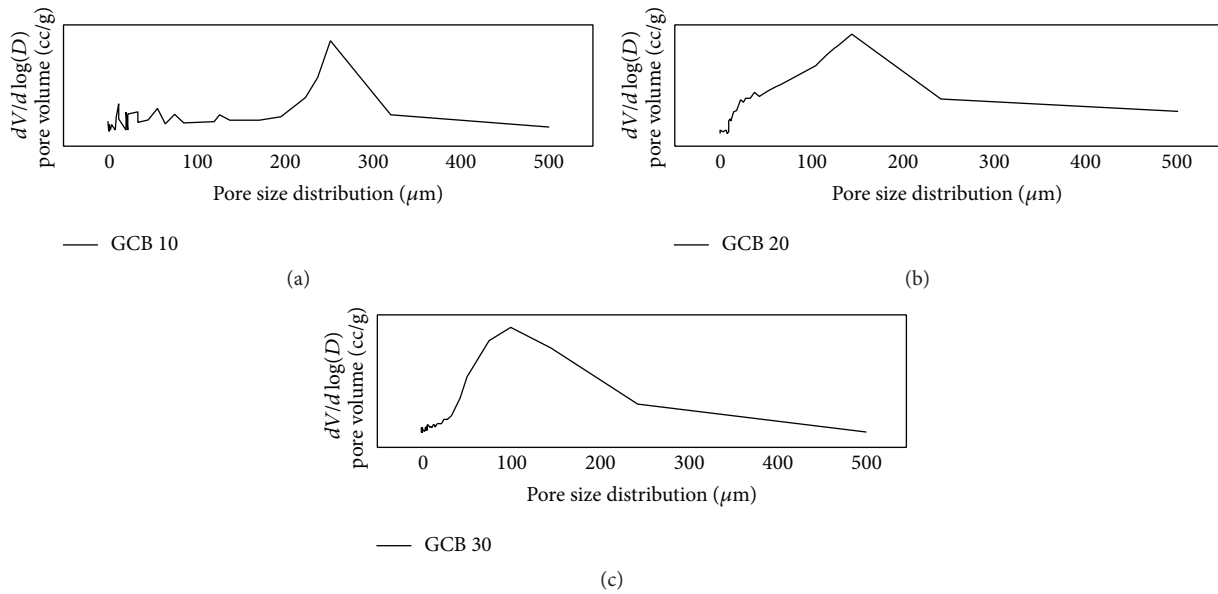 dV/d log(D)
pore volume (cc/g)
0 100 200 300 400 500
Pore size distribution (μm)
GCB 10
(a)
dV/d log(D)
pore volume (cc/g)
0 100 200 300 400 500
Pore size distribution (μm)
GCB 20
(b)
dV/d log(D)
pore volume (cc/g)
0 100 200 300 400 500
Pore size distribution (μm)
GCB 30
(c)